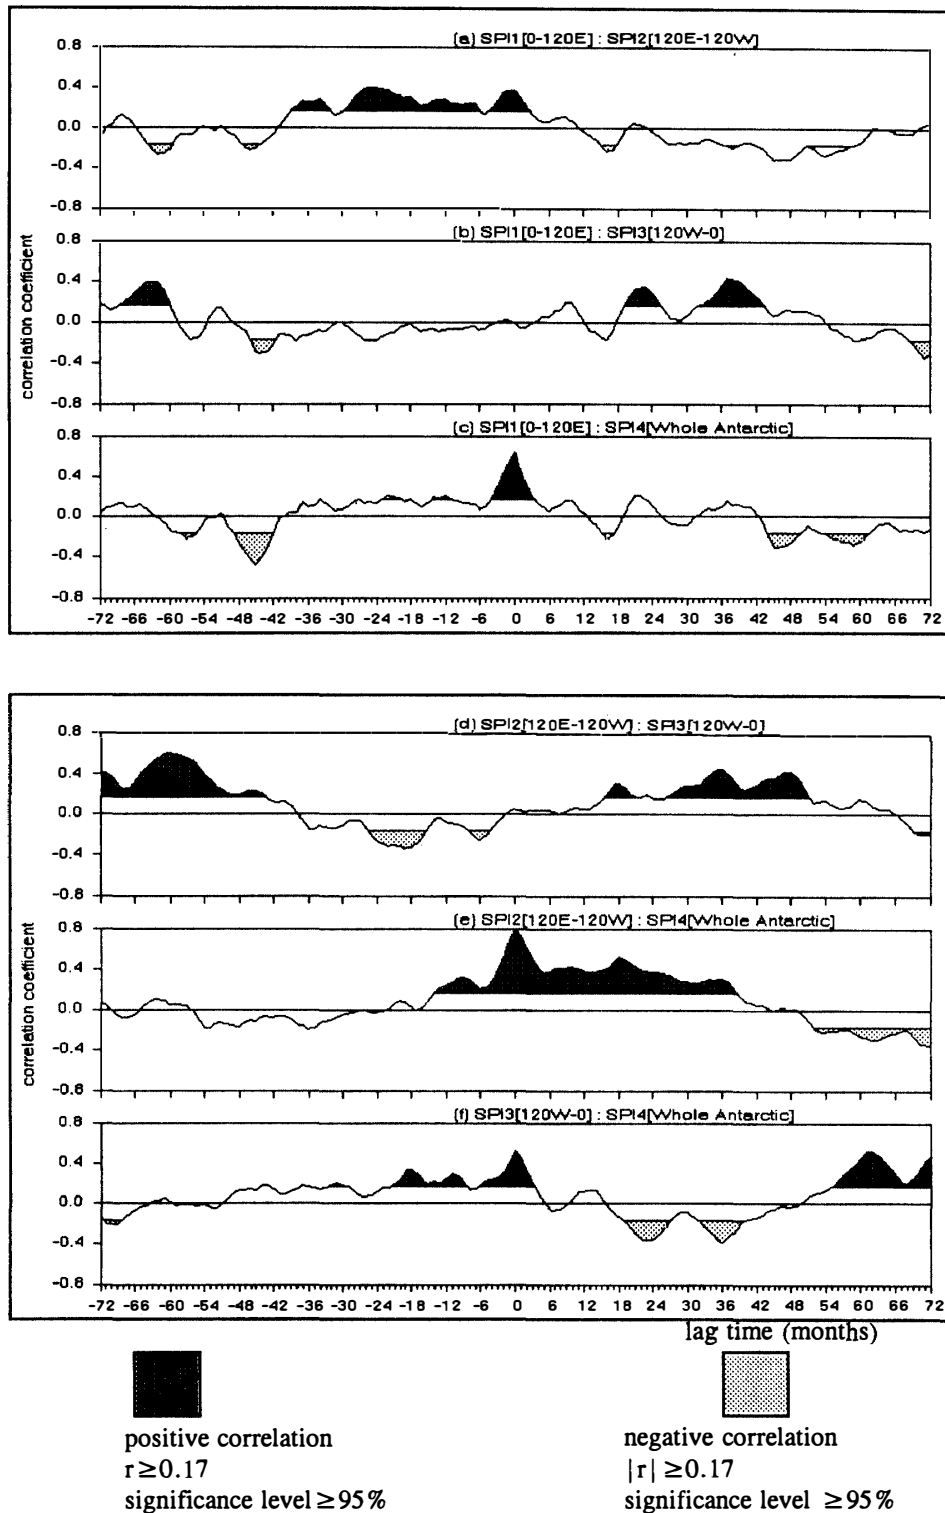 (a) SPI1[0-120E] : SPI2[120E-120W]
0.8
0.4
0.0
-0.4
-0.8
(b) SPI1[0-120E] : SPI3[120W-0]
0.8
0.4
0.0
-0.4
-0.8
correlation coefficient
(c) SPI1[0-120E] : SPI4[Whole Antarctic]
0.8
0.4
0.0
-0.4
-0.8
-72 -66 -60 -54 -48 -42 -36 -30 -24 -18 -12 -6 0 6 12 18 24 30 36 42 48 54 60 66 72
(d) SPI2[120E-120W] : SPI3[120W-0]
0.8
0.4
0.0
-0.4
-0.8
(e) SPI2[120E-120W] : SPI4[Whole Antarctic]
0.8
0.4
0.0
-0.4
-0.8
correlation coefficient
(f) SPI3[120W-0] : SPI4[Whole Antarctic]
0.8
0.4
0.0
-0.4
-0.8
-72 -66 -60 -54 -48 -42 -36 -30 -24 -18 -12 -6 0 6 12 18 24 30 36 42 48 54 60 66 72
lag time (months)
positive correlation
r≥0.17
significance level ≥95%
negative correlation
|r| ≥0.17
significance level ≥95%